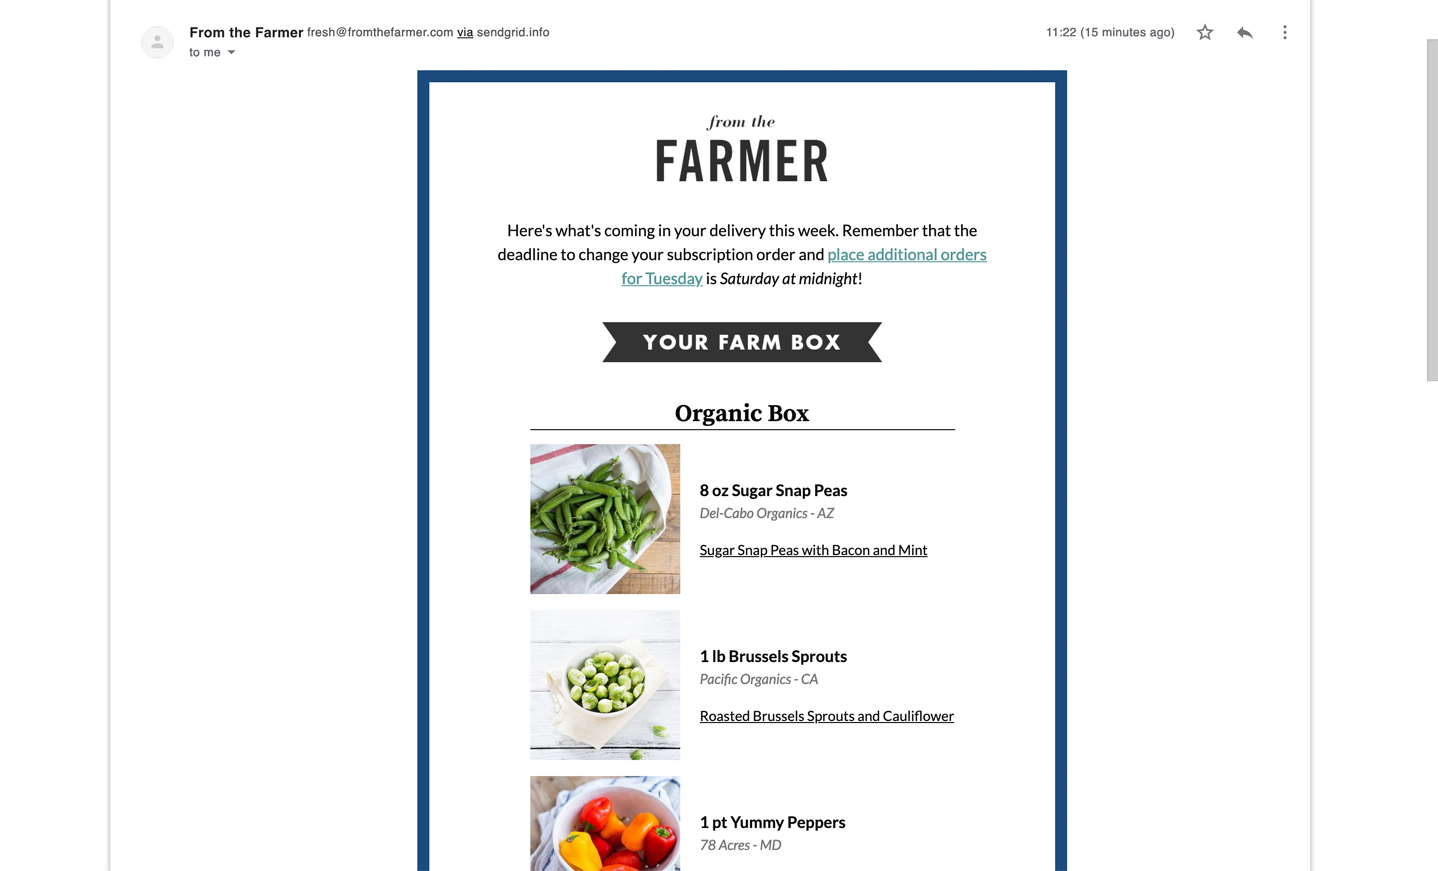 From the Farmer fresh@fromthefarmer.com via sendgrid.info
11:22 (15 minutes ago)
to me
from the
FARMER
Here's what's coming in your delivery this week. Remember that the
deadline to change your subscription order and place additional orders
for Tuesday is Saturday at midnight!
YOUR FARM BOX
Organic Box
8 oz Sugar Snap Peas
Del-Cabo Organics - AZ
Sugar Snap Peas with Bacon and Mint
1 lb Brussels Sprouts
Pacific Organics - CA
Roasted Brussels Sprouts and Cauliflower
1 pt Yummy Peppers
78 Acres - MD